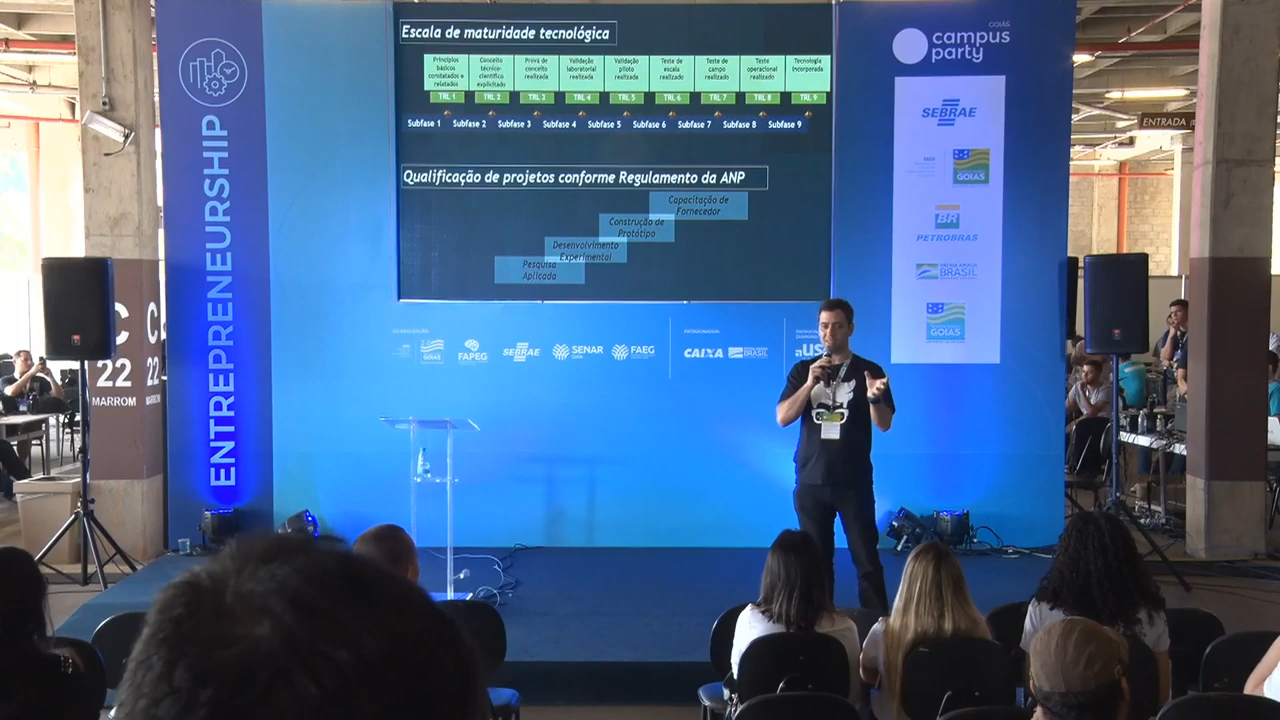 Escala de maturidade tecnológica
Princípios básicos constatados e relatados
Conceito técnico-científico explicitado
Prova de conceito realizada
Validação laboratorial realizada
Validação piloto realizada
Teste de escala realizado
Teste de campo realizado
Teste operacional realizado
Tecnologia incorporada
TRL 1 TRL 2 TRL 3 TRL 4 TRL 5 TRL 6 TRL 7 TRL 8 TRL 9
Subfase 1 Subfase 2 Subfase 3 Subfase 4 Subfase 5 Subfase 6 Subfase 7 Subfase 8 Subfase 9
Qualificação de projetos conforme Regulamento da ANP
Capacitação de
Fornecedor
Construção de
Protótipo
Desenvolvimento
Experimental
Pesquisa
Aplicada
ENTREPRENEURSHIP
GOIÁS
campus
party
SEBRAE
GOIÁS
BR
PETROBRAS
PÁTRIA AMADA
BRASIL
GOIÁS
GOIÁS
FAPEG
SEBRAE
SENAR
FAEG
CAIXA
BRASIL
ENTRADA
C
22
MARROM
C
22